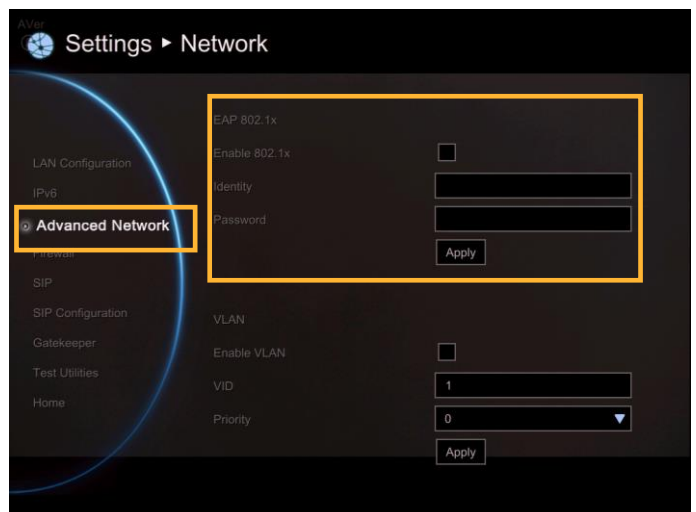 AVer
Settings ▸ Network
LAN Configuration
IPv6
Advanced Network
Firewall
SIP
SIP Configuration
Gatekeeper
Test Utilities
Home
EAP 802.1x
Enable 802.1x
Identity
Password
Apply
VLAN
Enable VLAN
VID 1
Priority 0
Apply